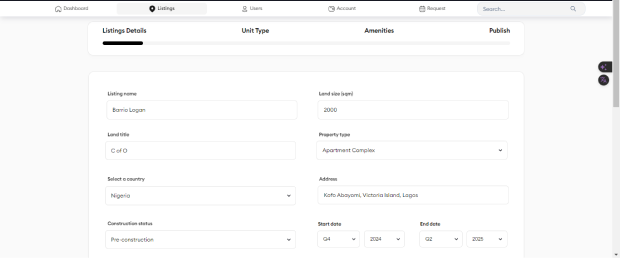 Dashboard Listings Users Account Request Search...
Listings Details Unit Type Amenities Publish
Listing name Land size (sqm)
Barrio Logan 2000
Land title Property type
C of O Apartment Complex
Select a country Address
Nigeria Kofo Abayomi, Victoria Island, Lagos
Construction status Start date End date
Pre-construction Q4 2024 Q2 2025